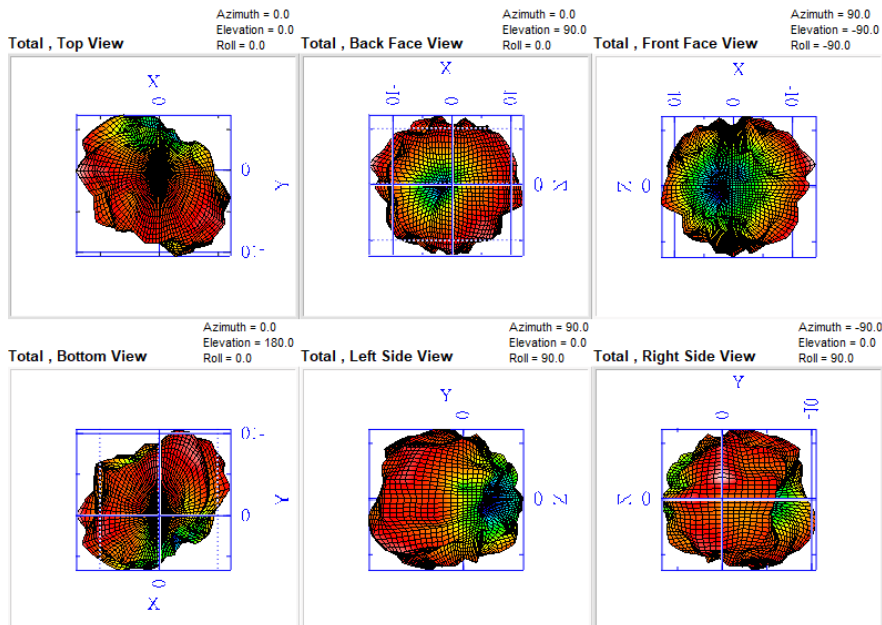 Azimuth = 0.0
Elevation = 0.0
Roll = 0.0
Total , Top View
X
0
0
Y
-10
Azimuth = 0.0
Elevation = 90.0
Roll = 0.0
Total , Back Face View
X
-10
0
10
0
Z
Azimuth = 90.0
Elevation = -90.0
Roll = -90.0
Total , Front Face View
X
10
0
-10
Z
0
Azimuth = 0.0
Elevation = 180.0
Roll = 0.0
Total , Bottom View
-10
Y
0
0
X
Azimuth = 90.0
Elevation = 0.0
Roll = 90.0
Total , Left Side View
Y
0
0
Z
Azimuth = -90.0
Elevation = 0.0
Roll = 90.0
Total , Right Side View
Y
0
-10
Z
0